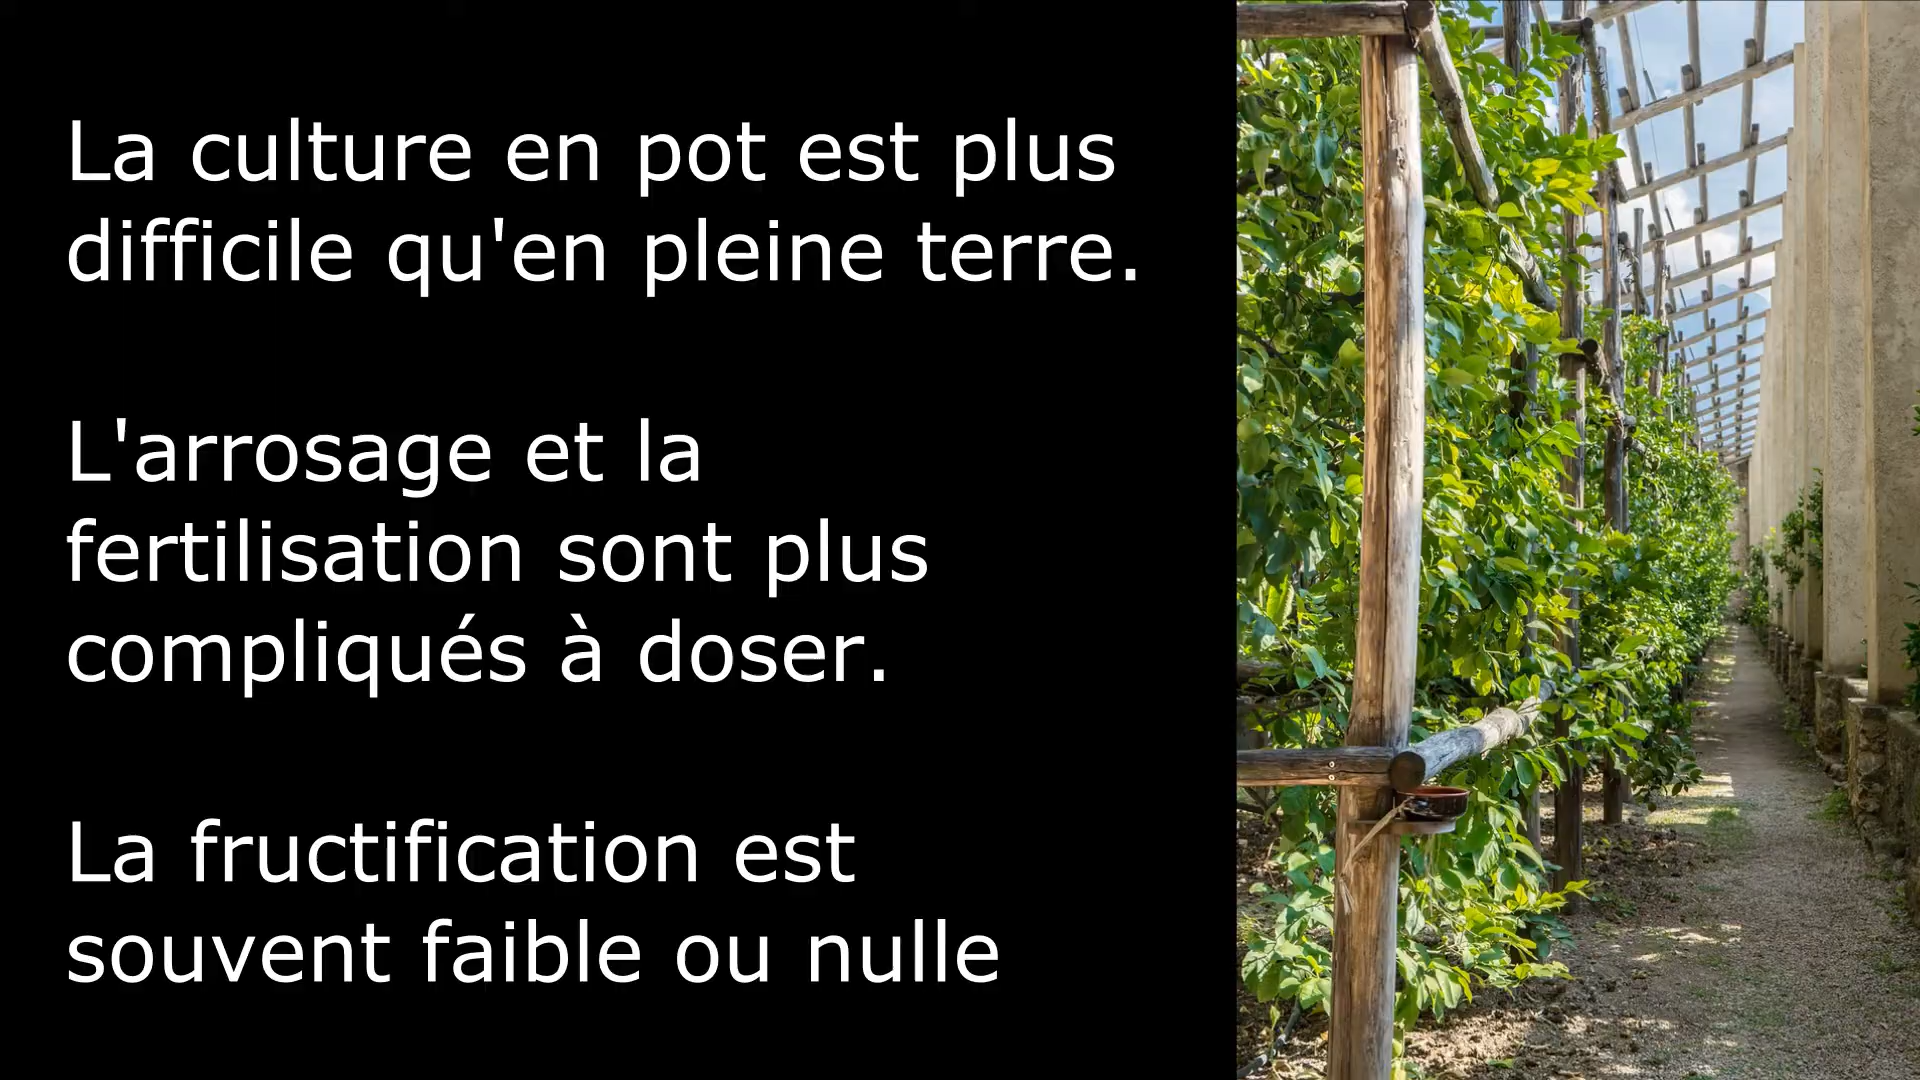 La culture en pot est plus
difficile qu'en pleine terre.
L'arrosage et la
fertilisation sont plus
compliqués à doser.
La fructification est
souvent faible ou nulle